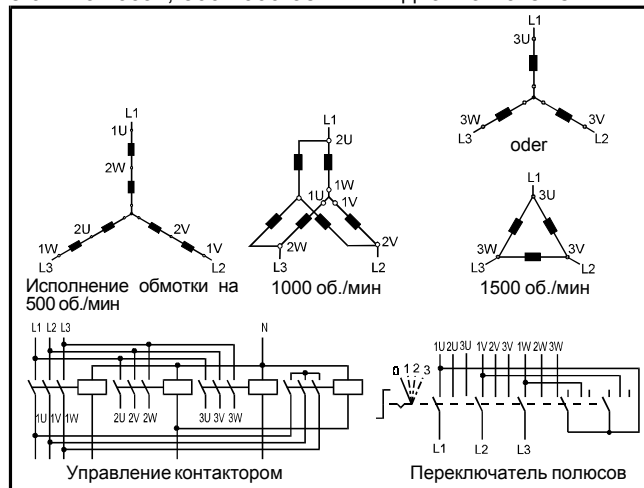 L1
1U
2W
2U
2V
1W
1V
L3
L2
Исполнение обмотки на
500 об./мин
L1
2U
1W
1U
1V
2W
2V
L3
L2
1000 об./мин
L1
3U
3W
3V
L3
L2
oder
L1
3U
3W
3V
L3
L2
1500 об./мин
L1 L2 L3
N
1U 1V 1W
2U 2V 2W
3U 3V 3W
Управление контактором
1U 2U 3U 1V 2V 3V 1W 2W 3W
0 1 2 3
L1 L2 L3
Переключатель полюсов